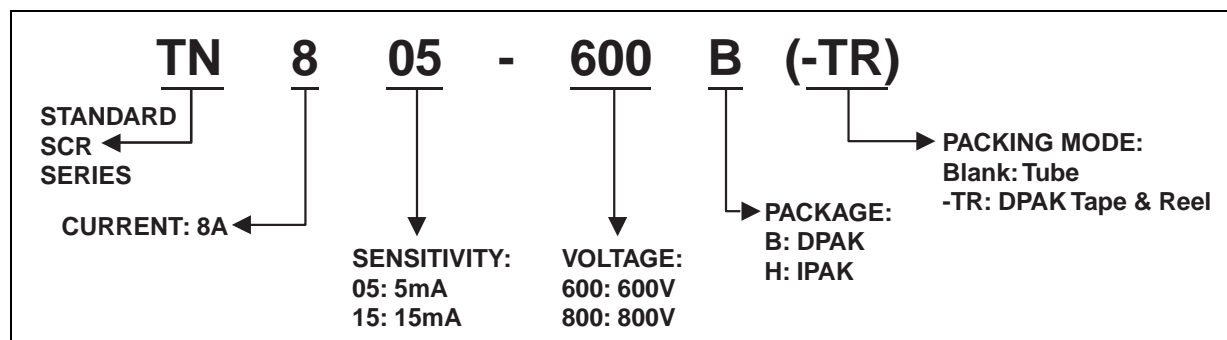 TN 8 05 - 600 B (-TR)
STANDARD
SCR
SERIES
CURRENT: 8A
SENSITIVITY:
05: 5mA
15: 15mA
VOLTAGE:
600: 600V
800: 800V
PACKAGE:
B: DPAK
H: IPAK
PACKING MODE:
Blank: Tube
-TR: DPAK Tape & Reel